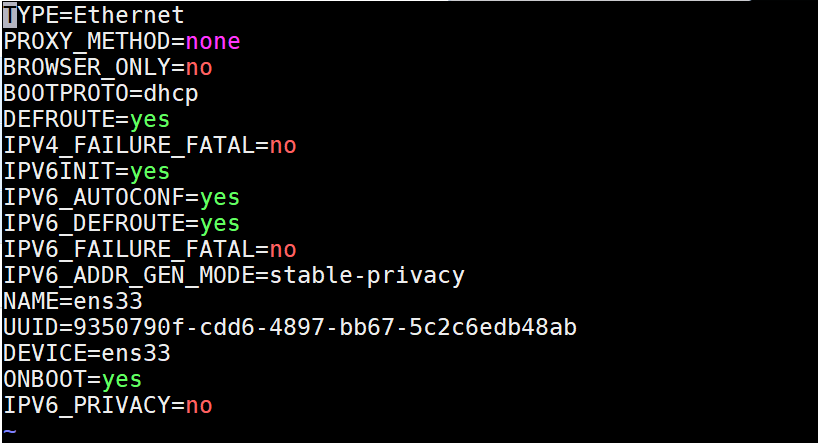 TYPE=Ethernet
PROXY_METHOD=none
BROWSER_ONLY=no
BOOTPROTO=dhcp
DEFROUTE=yes
IPV4_FAILURE_FATAL=no
IPV6INIT=yes
IPV6_AUTOCONF=yes
IPV6_DEFROUTE=yes
IPV6_FAILURE_FATAL=no
IPV6_ADDR_GEN_MODE=stable-privacy
NAME=ens33
UUID=9350790f-cdd6-4897-bb67-5c2c6edb48ab
DEVICE=ens33
ONBOOT=yes
IPV6_PRIVACY=no
~